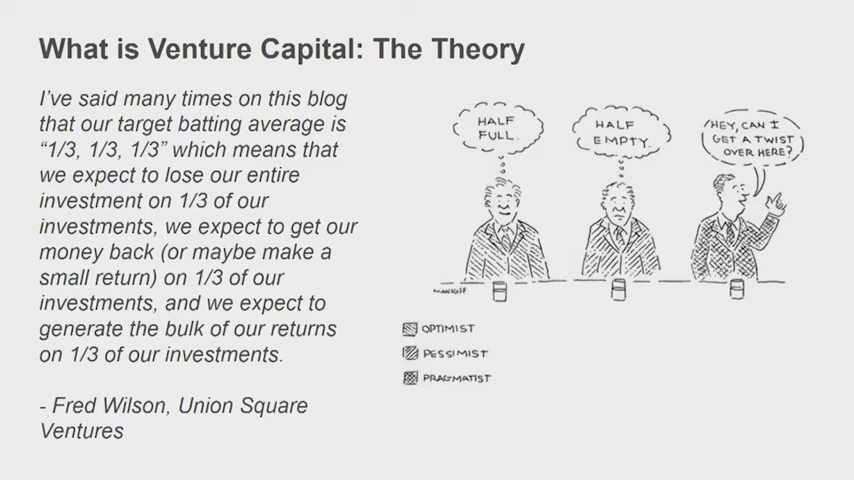 What is Venture Capital: The Theory
I've said many times on this blog
that our target batting average is
“1/3, 1/3, 1/3” which means that
we expect to lose our entire
investment on 1/3 of our
investments, we expect to get our
money back (or maybe make a
small return) on 1/3 of our
investments, and we expect to
generate the bulk of our returns
on 1/3 of our investments.
- Fred Wilson, Union Square
Ventures
HALF
FULL.
HALF
EMPTY.
HEY, CAN I
GET A TWIST
OVER HERE?
MANKOFF
OPTIMIST
PESSIMIST
PRAGMATIST